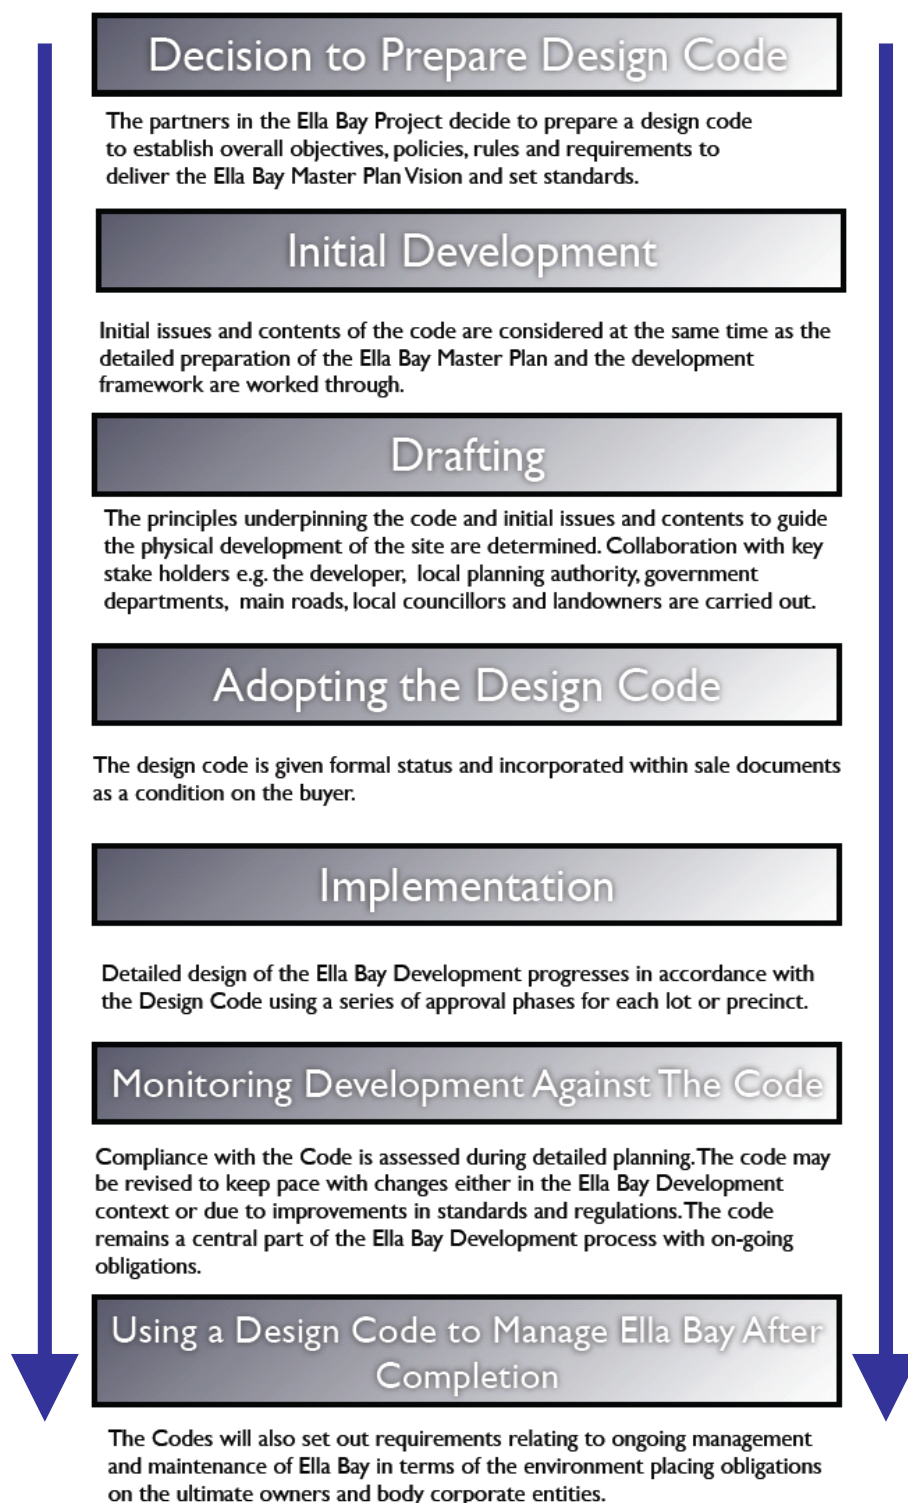 Decision to Prepare Design Code
The partners in the Ella Bay Project decide to prepare a design code
to establish overall objectives, policies, rules and requirements to
deliver the Ella Bay Master Plan Vision and set standards.
Initial Development
Initial issues and contents of the code are considered at the same time as the
detailed preparation of the Ella Bay Master Plan and the development
framework are worked through.
Drafting
The principles underpinning the code and initial issues and contents to guide
the physical development of the site are determined. Collaboration with key
stake holders e.g. the developer, local planning authority, government
departments, main roads, local councillors and landowners are carried out.
Adopting the Design Code
The design code is given formal status and incorporated within sale documents
as a condition on the buyer.
Implementation
Detailed design of the Ella Bay Development progresses in accordance with
the Design Code using a series of approval phases for each lot or precinct.
Monitoring Development Against The Code
Compliance with the Code is assessed during detailed planning. The code may
be revised to keep pace with changes either in the Ella Bay Development
context or due to improvements in standards and regulations. The code
remains a central part of the Ella Bay Development process with on-going
obligations.
Using a Design Code to Manage Ella Bay After
Completion
The Codes will also set out requirements relating to ongoing management
and maintenance of Ella Bay in terms of the environment placing obligations
on the ultimate owners and body corporate entities.